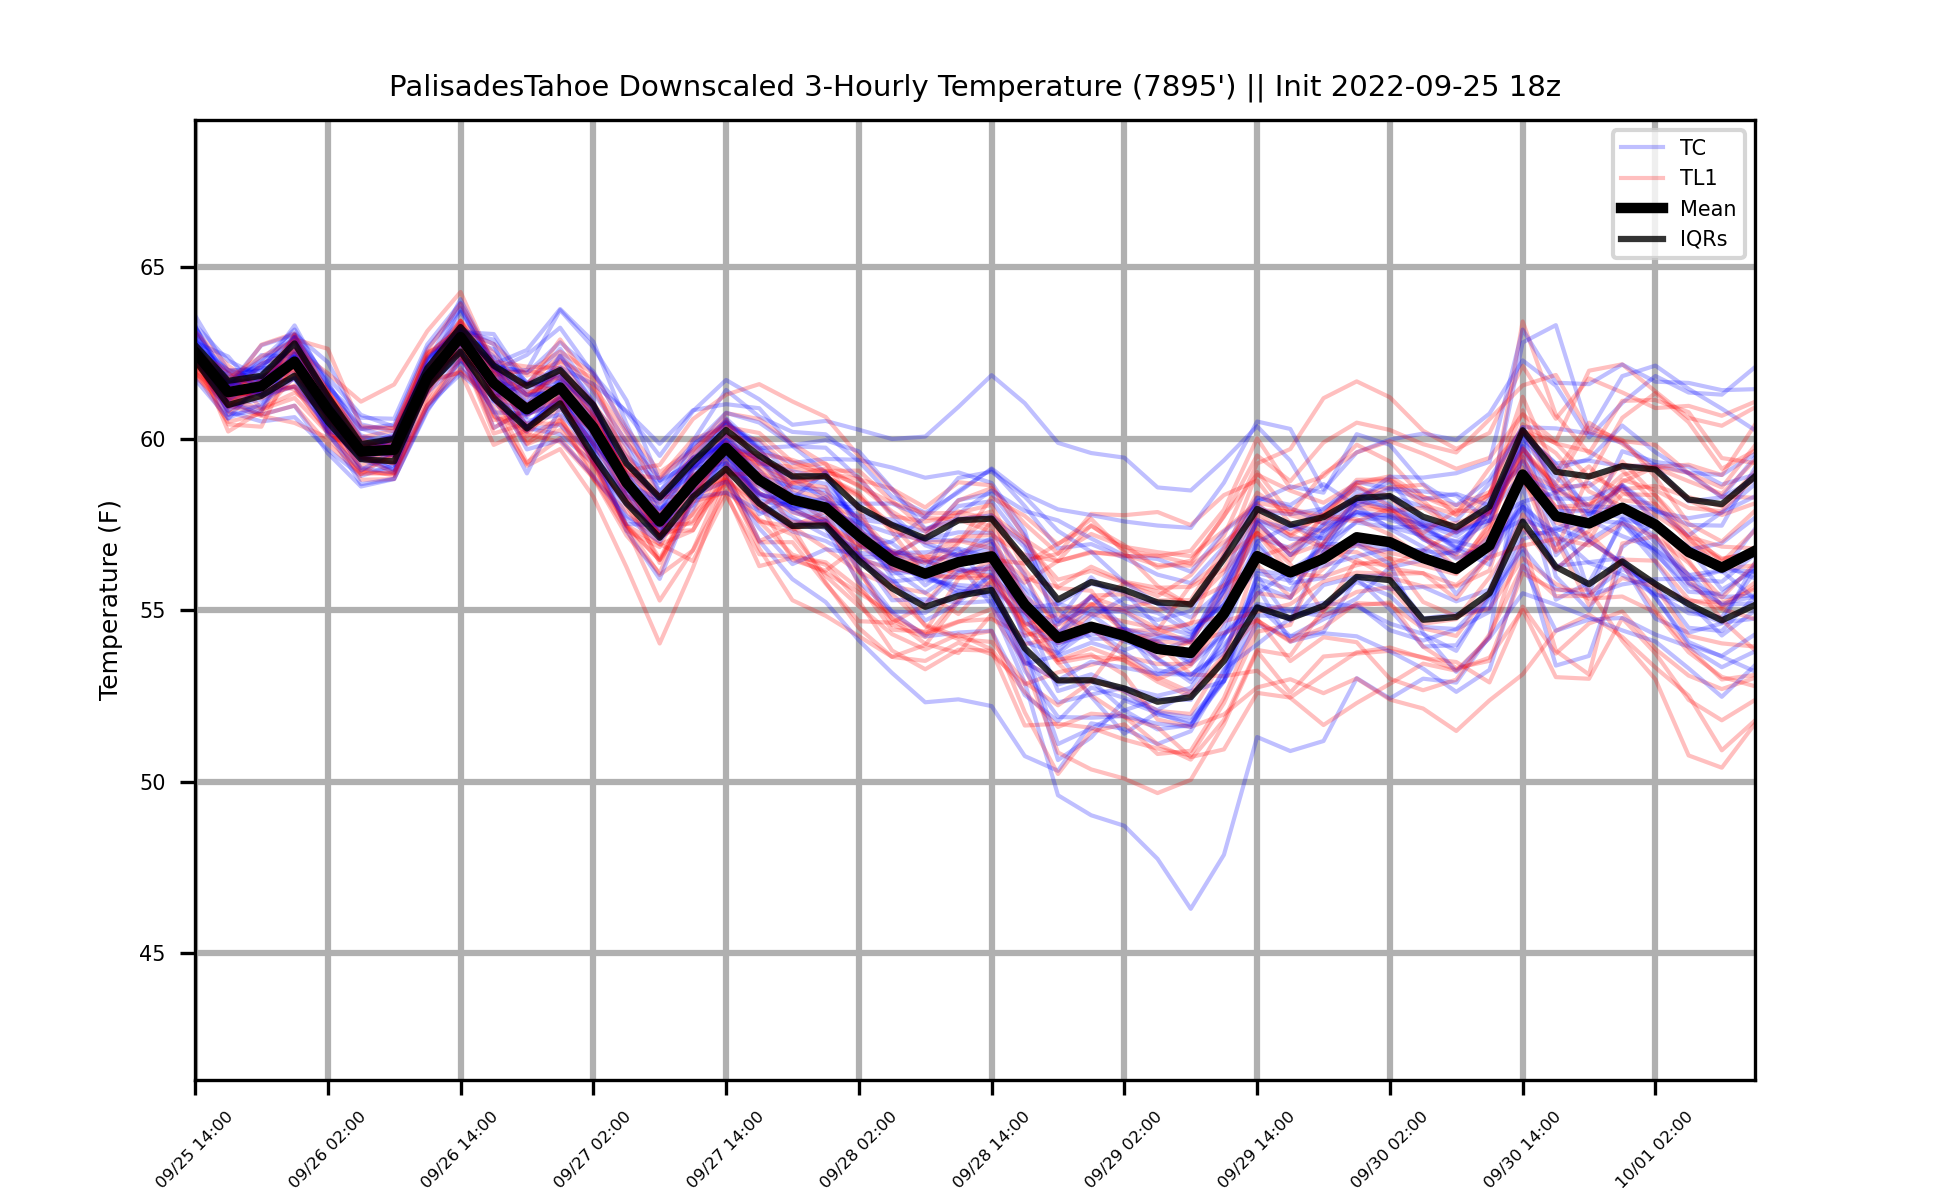 PalisadesTahoe Downscaled 3-Hourly Temperature (7895') || Init 2022-09-25 18z
TC
TL1
Mean
IQRs
Temperature (F)
65
60
55
50
45
09/25 14:00
09/26 02:00
09/26 14:00
09/27 02:00
09/27 14:00
09/28 02:00
09/28 14:00
09/29 02:00
09/29 14:00
09/30 02:00
09/30 14:00
10/01 02:00